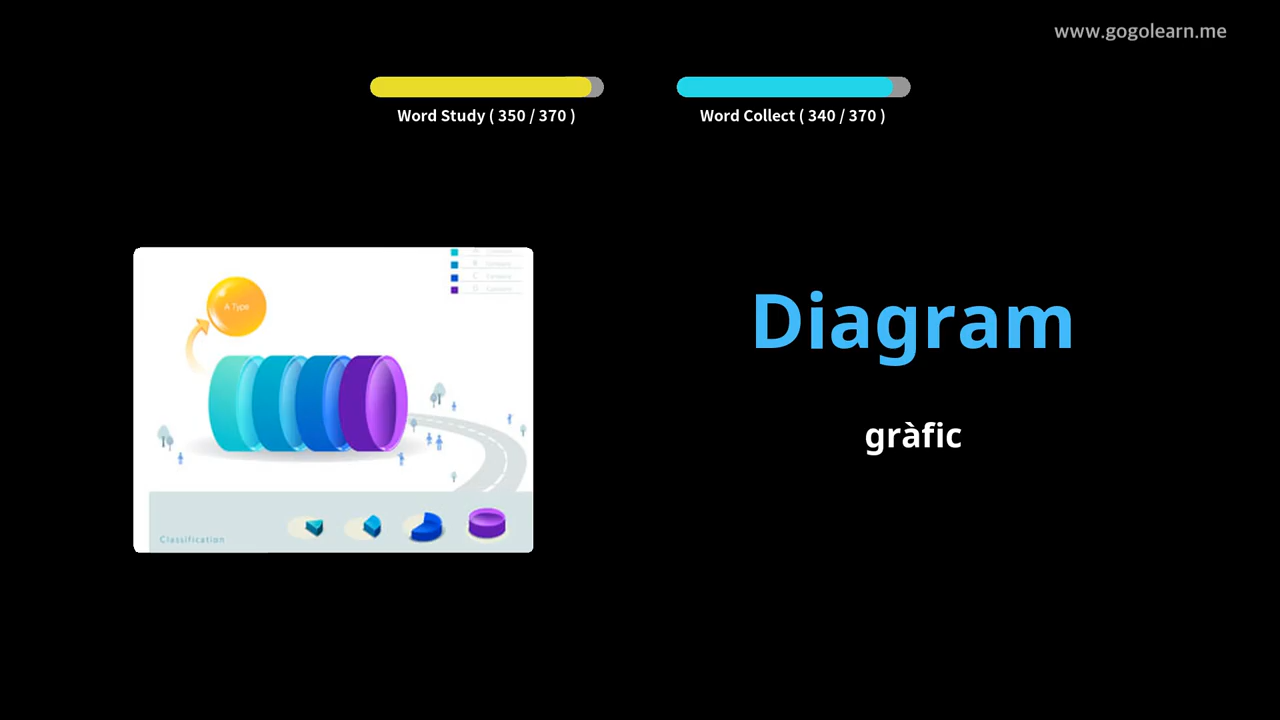 www.gogolearn.me
Word Study ( 350 / 370 )
Word Collect ( 340 / 370 )
A Type
B
C
D
Classification
Diagram
gràfic